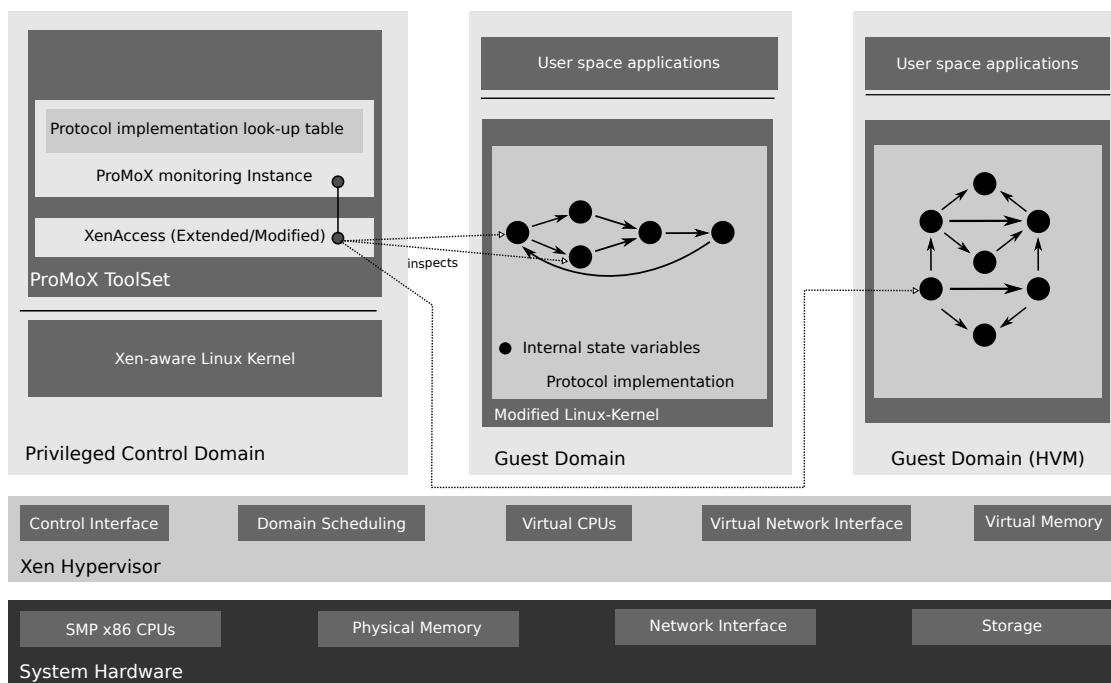 Protocol implementation look-up table
ProMoX monitoring Instance
XenAccess (Extended/Modified)
ProMoX ToolSet
Xen-aware Linux Kernel
Privileged Control Domain
inspects
User space applications
Internal state variables
Protocol implementation
Modified Linux-Kernel
Guest Domain
User space applications
Guest Domain (HVM)
Control Interface
Domain Scheduling
Virtual CPUs
Virtual Network Interface
Virtual Memory
Xen Hypervisor
SMP x86 CPUs
Physical Memory
Network Interface
Storage
System Hardware